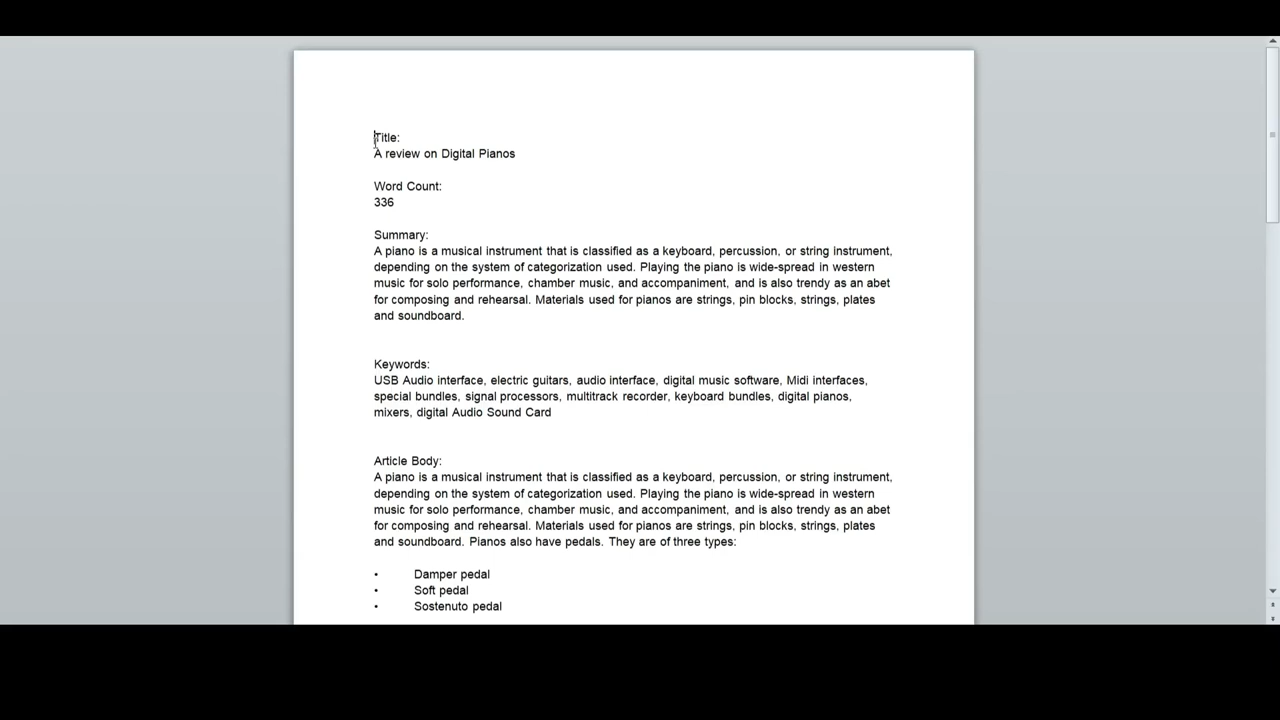 Title:
A review on Digital Pianos
Word Count:
336
Summary:
A piano is a musical instrument that is classified as a keyboard, percussion, or string instrument,
depending on the system of categorization used. Playing the piano is wide-spread in western
music for solo performance, chamber music, and accompaniment, and is also trendy as an abet
for composing and rehearsal. Materials used for pianos are strings, pin blocks, strings, plates
and soundboard.
Keywords:
USB Audio interface, electric guitars, audio interface, digital music software, Midi interfaces,
special bundles, signal processors, multitrack recorder, keyboard bundles, digital pianos,
mixers, digital Audio Sound Card
Article Body:
A piano is a musical instrument that is classified as a keyboard, percussion, or string instrument,
depending on the system of categorization used. Playing the piano is wide-spread in western
music for solo performance, chamber music, and accompaniment, and is also trendy as an abet
for composing and rehearsal. Materials used for pianos are strings, pin blocks, strings, plates
and soundboard. Pianos also have pedals. They are of three types:
• Damper pedal
• Soft pedal
• Sostenuto pedal